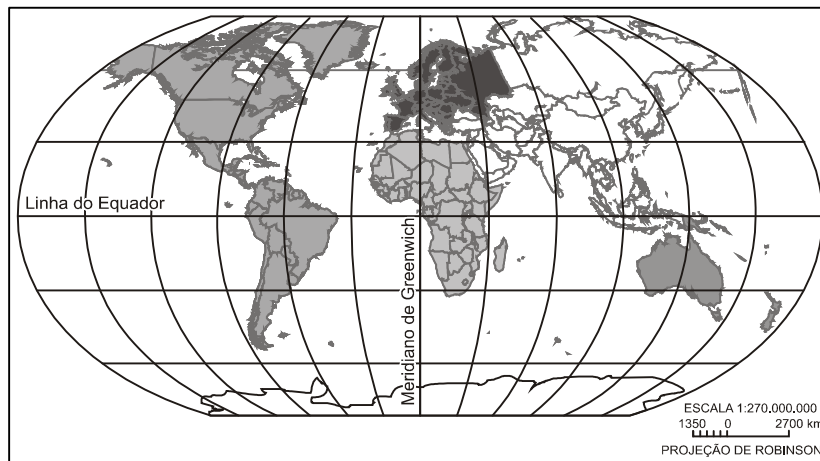 Linha do Equador
Meridiano de Greenwich
ESCALA 1:270.000.000
1350 0 2700 km
PROJEÇÃO DE ROBINSON